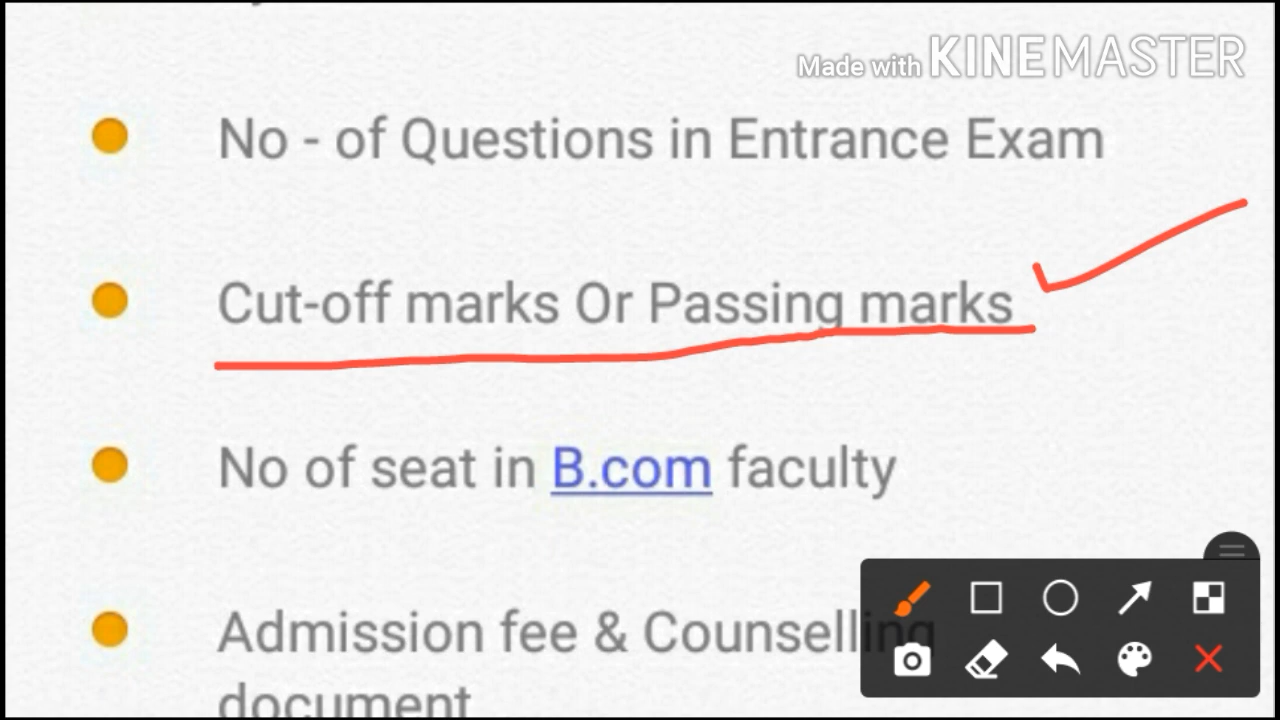 Made with KINEMASTER
No - of Questions in Entrance Exam
Cut-off marks Or Passing marks
No of seat in B.com faculty
Admission fee & Counselling
document